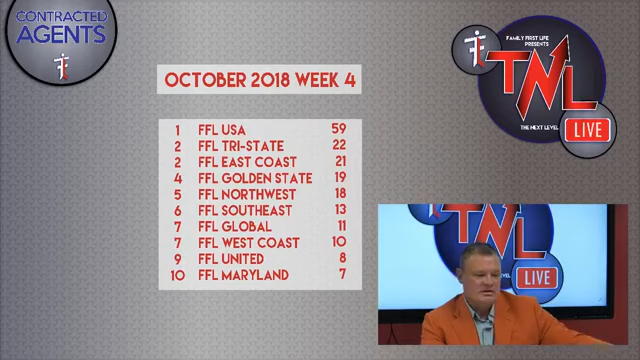 CONTRACTED
AGENTS
FAMILY FIRST LIFE
PRESENTS
TNL
THE NEXT LEVEL
LIVE
OCTOBER 2018 WEEK 4
1 FFL USA 59
2 FFL TRI-STATE 22
2 FFL EAST COAST 21
4 FFL GOLDEN STATE 19
5 FFL NORTHWEST 18
6 FFL SOUTHEAST 13
7 FFL GLOBAL 11
7 FFL WEST COAST 10
9 FFL UNITED 8
10 FFL MARYLAND 7
TNL
LIVE